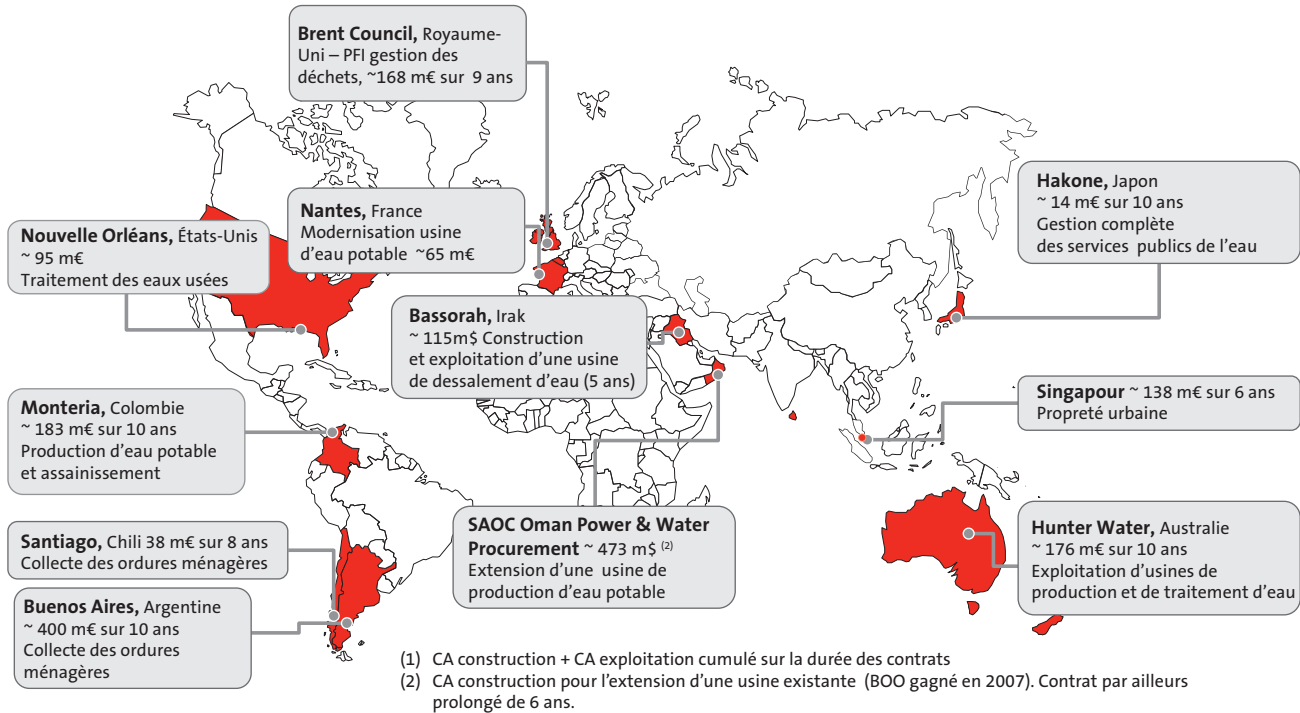 Brent Council, Royaume-
Uni – PFI gestion des
déchets, ~168 m€ sur 9 ans
Nantes, France
Modernisation usine
d'eau potable ~65 m€
Nouvelle Orléans, États-Unis
~ 95 m€
Traitement des eaux usées
Hakone, Japon
~ 14 m€ sur 10 ans
Gestion complète
des services publics de l'eau
Bassorah, Irak
~ 115m$ Construction
et exploitation d'une usine
de dessalement d'eau (5 ans)
Monteria, Colombie
~ 183 m€ sur 10 ans
Production d'eau potable
et assainissement
Singapour ~ 138 m€ sur 6 ans
Propreté urbaine
Santiago, Chili 38 m€ sur 8 ans
Collecte des ordures ménagères
SAOC Oman Power & Water
Procurement ~ 473 m$ (2)
Extension d'une usine de
production d'eau potable
Hunter Water, Australie
~ 176 m€ sur 10 ans
Exploitation d'usines de
production et de traitement d'eau
Buenos Aires, Argentine
~ 400 m€ sur 10 ans
Collecte des ordures
ménagères
(1) CA construction + CA exploitation cumulé sur la durée des contrats
(2) CA construction pour l'extension d'une usine existante (BOO gagné en 2007). Contrat par ailleurs
prolongé de 6 ans.